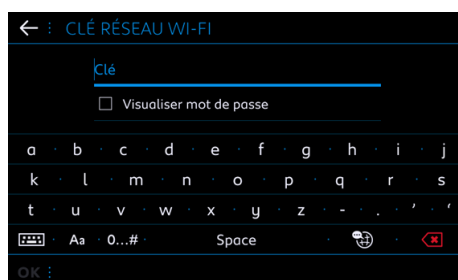 CLÉ RÉSEAU WI-FI
Clé
Visualiser mot de passe
a b c d e f g h i j
k l m n o p q r s
t u v w x y z - . ’ ‘
Aa 0...# Space
OK